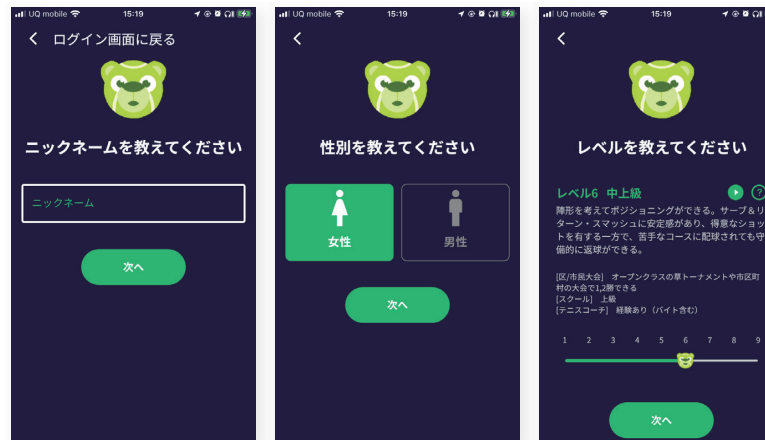 UQ mobile 15:19
ログイン画面に戻る
ニックネームを教えてください
ニックネーム
次へ
UQ mobile 15:19
性別を教えてください
女性
男性
次へ
UQ mobile 15:19
レベルを教えてください
レベル6 中上級
陣形を考えてポジショニングができる。サーブ&リ
ターン・スマッシュに安定感があり、得意なショッ
トを有する一方で、苦手なコースに配球されても守
備的に返球ができる。
[区/市民大会] オープンクラスの草トーナメントや市区町
村の大会で1,2勝できる
[スクール] 上級
[テニスコーチ] 経験あり（バイト含む）
1 2 3 4 5 6 7 8 9
次へ